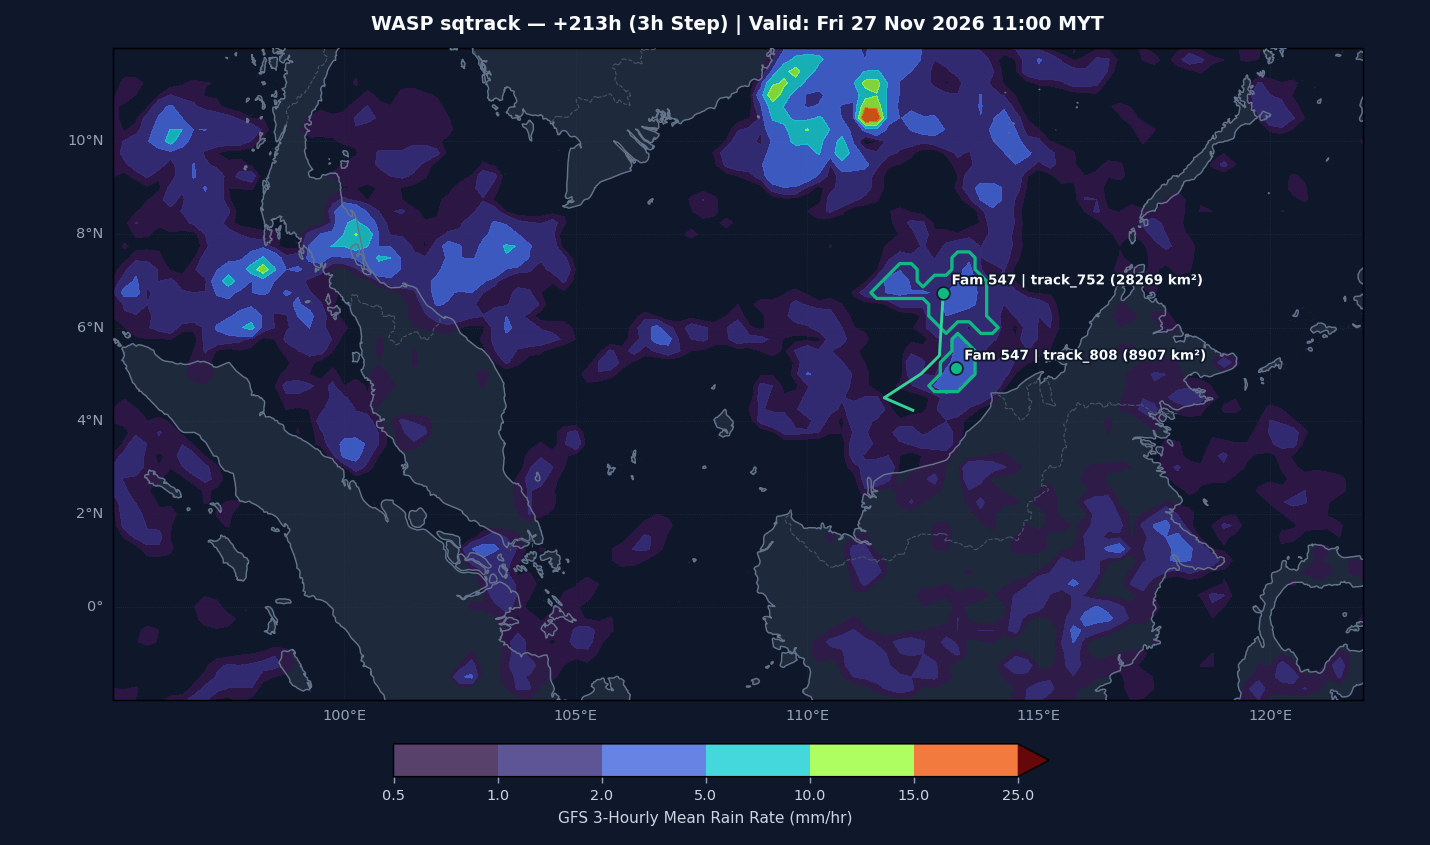 WASP sqtrack — +213h (3h Step) | Valid: Fri 27 Nov 2026 11:00 MYT
10°N
8°N
6°N
4°N
2°N
0°
Fam 547 | track_752 (28269 km²)
Fam 547 | track_808 (8907 km²)
100°E 105°E 110°E 115°E 120°E
0.5 1.0 2.0 5.0 10.0 15.0 25.0
GFS 3-Hourly Mean Rain Rate (mm/hr)